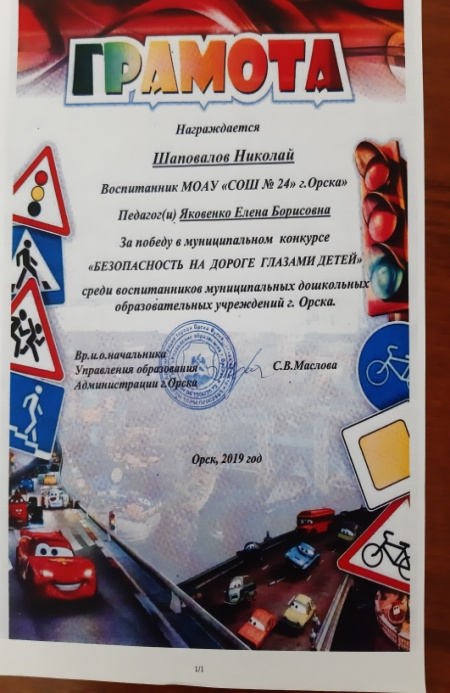 ГРАМОТА
Награждается
Шаповалов Николай
Воспитанник МОАУ «СОШ № 24» г.Орска»
Педагог(и) Яковенко Елена Борисовна
За победу в муниципальном конкурсе
«БЕЗОПАСНОСТЬ НА ДОРОГЕ ГЛАЗАМИ ДЕТЕЙ»
среди воспитанников муниципальных дошкольных
образовательных учреждений г. Орска.
Вр.и.о.начальника
Управления образования
Администрации г.Орска
С.В.Маслова
Орск, 2019 год
1/1